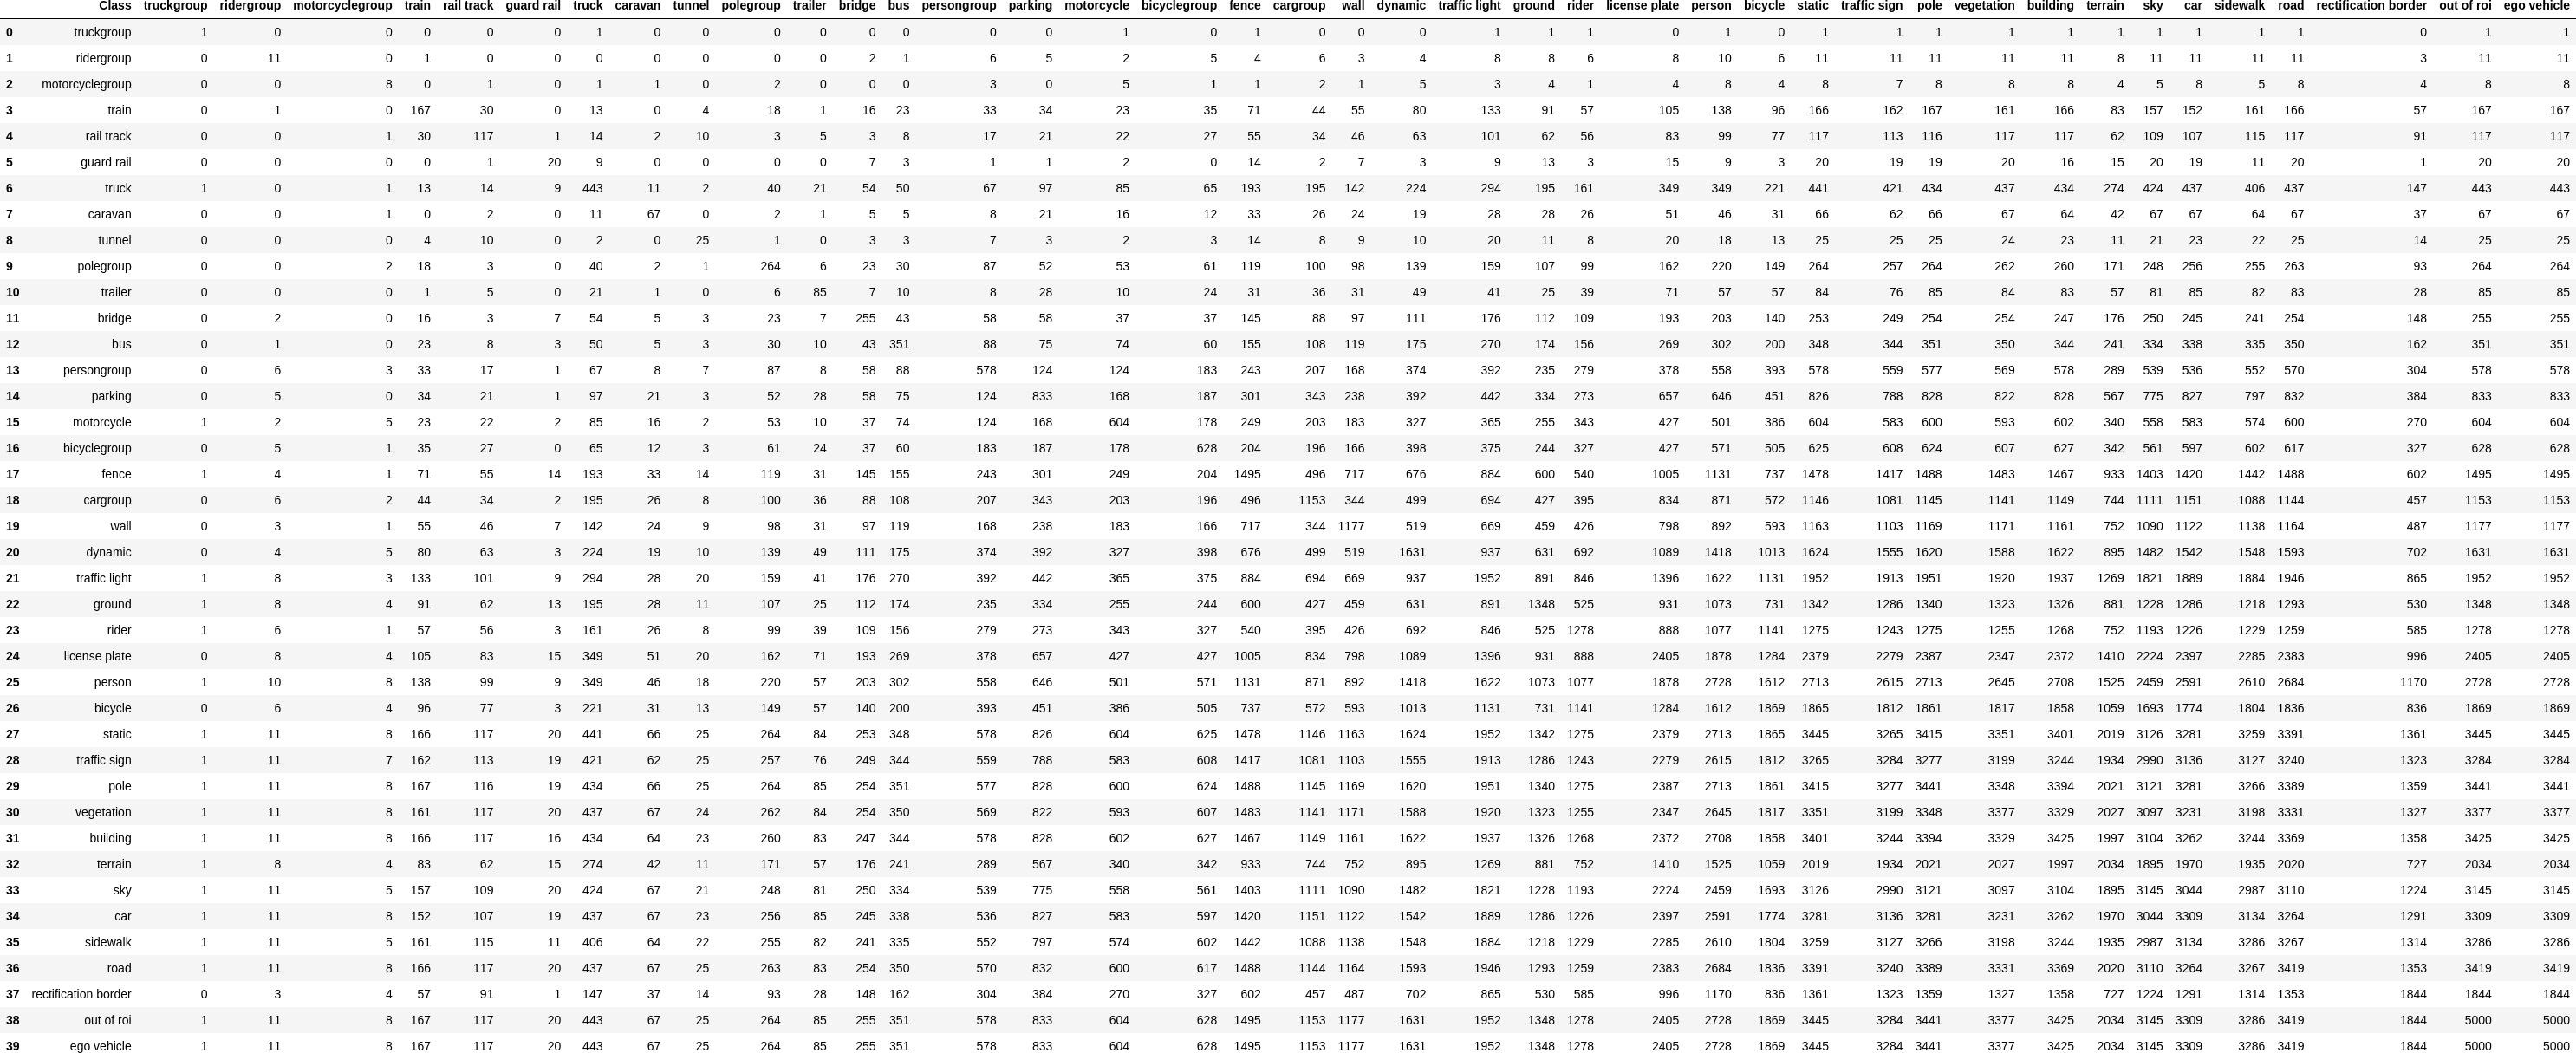 Class truckgroup ridergroup motorcyclegroup train rail track guard rail truck caravan tunnel polegroup trailer bridge bus persongroup parking motorcycle bicyclegroup fence cargroup wall dynamic traffic light ground rider license plate person bicycle static traffic sign pole vegetation building terrain sky car sidewalk road rectification border out of roi ego vehicle
0 truckgroup 1 0 0 0 0 0 1 0 0 0 0 0 0 0 0 1 0 1 0 0 0 1 1 1 0 1 0 1 1 1 1 1 1 1 1 1 1 0 1 1
1 ridergroup 0 11 0 1 0 0 0 0 0 0 0 2 1 6 5 2 5 4 6 3 4 8 8 6 8 10 6 11 11 11 11 11 8 11 11 11 11 3 11 11
2 motorcyclegroup 0 0 8 0 1 0 1 1 0 2 0 0 0 3 0 5 1 1 2 1 5 3 4 1 4 8 4 8 7 8 8 8 4 5 8 5 8 4 8 8
3 train 0 1 0 167 30 0 13 0 4 18 1 16 23 33 34 23 35 71 44 55 80 133 91 57 105 138 96 166 162 167 161 166 83 157 152 161 166 57 167 167
4 rail track 0 0 1 30 117 1 14 2 10 3 5 3 8 17 21 22 27 55 34 46 63 101 62 56 83 99 77 117 113 116 117 117 62 109 107 115 117 91 117 117
5 guard rail 0 0 0 0 1 20 9 0 0 0 0 7 3 1 1 2 0 14 2 7 3 9 13 3 15 9 3 20 19 19 20 16 15 20 19 11 20 1 20 20
6 truck 1 0 1 13 14 9 443 11 2 40 21 54 50 67 97 85 65 193 195 142 224 294 195 161 349 349 221 441 421 434 437 434 274 424 437 406 437 147 443 443
7 caravan 0 0 1 0 2 0 11 67 0 2 1 5 5 8 21 16 12 33 26 24 19 28 28 26 51 46 31 66 62 66 67 64 42 67 67 64 67 37 67 67
8 tunnel 0 0 0 4 10 0 2 0 25 1 0 3 3 7 3 2 3 14 8 9 10 20 11 8 20 18 13 25 25 25 24 23 11 21 23 22 25 14 25 25
9 polegroup 0 0 2 18 3 0 40 2 1 264 6 23 30 87 52 53 61 119 100 98 139 159 107 99 162 220 149 264 257 264 262 260 171 248 256 255 263 93 264 264
10 trailer 0 0 0 1 5 0 21 1 0 6 85 7 10 8 28 10 24 31 36 31 49 41 25 39 71 57 57 84 76 85 84 83 57 81 85 82 83 28 85 85
11 bridge 0 2 0 16 3 7 54 5 3 23 7 255 43 58 58 37 37 145 88 97 111 176 112 109 193 203 140 253 249 254 254 247 176 250 245 241 254 148 255 255
12 bus 0 1 0 23 8 3 50 5 3 30 10 43 351 88 75 74 60 155 108 119 175 270 174 156 269 302 200 348 344 351 350 344 241 334 338 335 350 162 351 351
13 persongroup 0 6 3 33 17 1 67 8 7 87 8 58 88 578 124 124 183 243 207 168 374 392 235 279 378 558 393 578 559 577 569 578 289 539 536 552 570 304 578 578
14 parking 0 5 0 34 21 1 97 21 3 52 28 58 75 124 833 168 187 301 343 238 392 442 334 273 657 646 451 826 788 828 822 828 567 775 827 797 832 384 833 833
15 motorcycle 1 2 5 23 22 2 85 16 2 53 10 37 74 124 168 604 178 249 203 183 327 365 255 343 427 501 386 604 583 600 593 602 340 558 583 574 600 270 604 604
16 bicyclegroup 0 5 1 35 27 0 65 12 3 61 24 37 60 183 187 178 628 204 196 166 398 375 244 327 427 571 505 625 608 624 607 627 342 561 597 602 617 327 628 628
17 fence 1 4 1 71 55 14 193 33 14 119 31 145 155 243 301 249 204 1495 496 717 676 884 600 540 1005 1131 737 1478 1417 1488 1483 1467 933 1403 1420 1442 1488 602 1495 1495
18 cargroup 0 6 2 44 34 2 195 26 8 100 36 88 108 207 343 203 196 496 1153 344 499 694 427 395 834 871 572 1146 1081 1145 1141 1149 744 1111 1151 1088 1144 457 1153 1153
19 wall 0 3 1 55 46 7 142 24 9 98 31 97 119 168 238 183 166 717 344 1177 519 669 459 426 798 892 593 1163 1103 1169 1171 1161 752 1090 1122 1138 1164 487 1177 1177
20 dynamic 0 4 5 80 63 3 224 19 10 139 49 111 175 374 392 327 398 676 499 519 1631 937 631 692 1089 1418 1013 1624 1555 1620 1588 1622 895 1482 1542 1548 1593 702 1631 1631
21 traffic light 1 8 3 133 101 9 294 28 20 159 41 176 270 392 442 365 375 884 694 669 937 1952 891 846 1396 1622 1131 1952 1913 1951 1920 1937 1269 1821 1889 1884 1946 865 1952 1952
22 ground 1 8 4 91 62 13 195 28 11 107 25 112 174 235 334 255 244 600 427 459 631 891 1348 525 931 1073 731 1342 1286 1340 1323 1326 881 1228 1286 1218 1293 530 1348 1348
23 rider 1 6 1 57 56 3 161 26 8 99 39 109 156 279 273 343 327 540 395 426 692 846 525 1278 888 1077 1141 1275 1243 1275 1255 1268 752 1193 1226 1229 1259 585 1278 1278
24 license plate 0 8 4 105 83 15 349 51 20 162 71 193 269 378 657 427 427 1005 834 798 1089 1396 931 888 2405 1878 1284 2379 2279 2387 2347 2372 1410 2224 2397 2285 2383 996 2405 2405
25 person 1 10 8 138 99 9 349 46 18 220 57 203 302 558 646 501 571 1131 871 892 1418 1622 1073 1077 1878 2728 1612 2713 2615 2713 2645 2708 1525 2459 2591 2610 2684 1170 2728 2728
26 bicycle 0 6 4 96 77 3 221 31 13 149 57 140 200 393 451 386 505 737 572 593 1013 1131 731 1141 1284 1612 1869 1865 1812 1861 1817 1858 1059 1693 1774 1804 1836 836 1869 1869
27 static 1 11 8 166 117 20 441 66 25 264 84 253 348 578 826 604 625 1478 1146 1163 1624 1952 1342 1275 2379 2713 1865 3445 3265 3415 3351 3401 2019 3126 3281 3259 3391 1361 3445 3445
28 traffic sign 1 11 7 162 113 19 421 62 25 257 76 249 344 559 788 583 608 1417 1081 1103 1555 1913 1286 1243 2279 2615 1812 3265 3284 3277 3199 3244 1934 2990 3136 3127 3240 1323 3284 3284
29 pole 1 11 8 167 116 19 434 66 25 264 85 254 351 577 828 600 624 1488 1145 1169 1620 1951 1340 1275 2387 2713 1861 3415 3277 3441 3348 3394 2021 3121 3281 3266 3389 1359 3441 3441
30 vegetation 1 11 8 161 117 20 437 67 24 262 84 254 350 569 822 593 607 1483 1141 1171 1588 1920 1323 1255 2347 2645 1817 3351 3199 3348 3377 3329 2027 3097 3231 3198 3331 1327 3377 3377
31 building 1 11 8 166 117 16 434 64 23 260 83 247 344 578 828 602 627 1467 1149 1161 1622 1937 1326 1268 2372 2708 1858 3401 3244 3394 3329 3425 1997 3104 3262 3244 3369 1358 3425 3425
32 terrain 1 8 4 83 62 15 274 42 11 171 57 176 241 289 567 340 342 933 744 752 895 1269 881 752 1410 1525 1059 2019 1934 2021 2027 1997 2034 1895 1970 1935 2020 727 2034 2034
33 sky 1 11 5 157 109 20 424 67 21 248 81 250 334 539 775 558 561 1403 1111 1090 1482 1821 1228 1193 2224 2459 1693 3126 2990 3121 3097 3104 1895 3145 3044 2987 3110 1224 3145 3145
34 car 1 11 8 152 107 19 437 67 23 256 85 245 338 536 827 583 597 1420 1151 1122 1542 1889 1286 1226 2397 2591 1774 3281 3136 3281 3231 3262 1970 3044 3309 3134 3264 1291 3309 3309
35 sidewalk 1 11 5 161 115 11 406 64 22 255 82 241 335 552 797 574 602 1442 1088 1138 1548 1884 1218 1229 2285 2610 1804 3259 3127 3266 3198 3244 1935 2987 3134 3286 3267 1314 3286 3286
36 road 1 11 8 166 117 20 437 67 25 263 83 254 350 570 832 600 617 1488 1144 1164 1593 1946 1293 1259 2383 2684 1836 3391 3240 3389 3331 3369 2020 3110 3264 3267 3419 1353 3419 3419
37 rectification border 0 3 4 57 91 1 147 37 14 93 28 148 162 304 384 270 327 602 457 487 702 865 530 585 996 1170 836 1361 1323 1359 1327 1358 727 1224 1291 1314 1353 1844 1844 1844
38 out of roi 1 11 8 167 117 20 443 67 25 264 85 255 351 578 833 604 628 1495 1153 1177 1631 1952 1348 1278 2405 2728 1869 3445 3284 3441 3377 3425 2034 3145 3309 3286 3419 1844 5000 5000
39 ego vehicle 1 11 8 167 117 20 443 67 25 264 85 255 351 578 833 604 628 1495 1153 1177 1631 1952 1348 1278 2405 2728 1869 3445 3284 3441 3377 3425 2034 3145 3309 3286 3419 1844 5000 5000